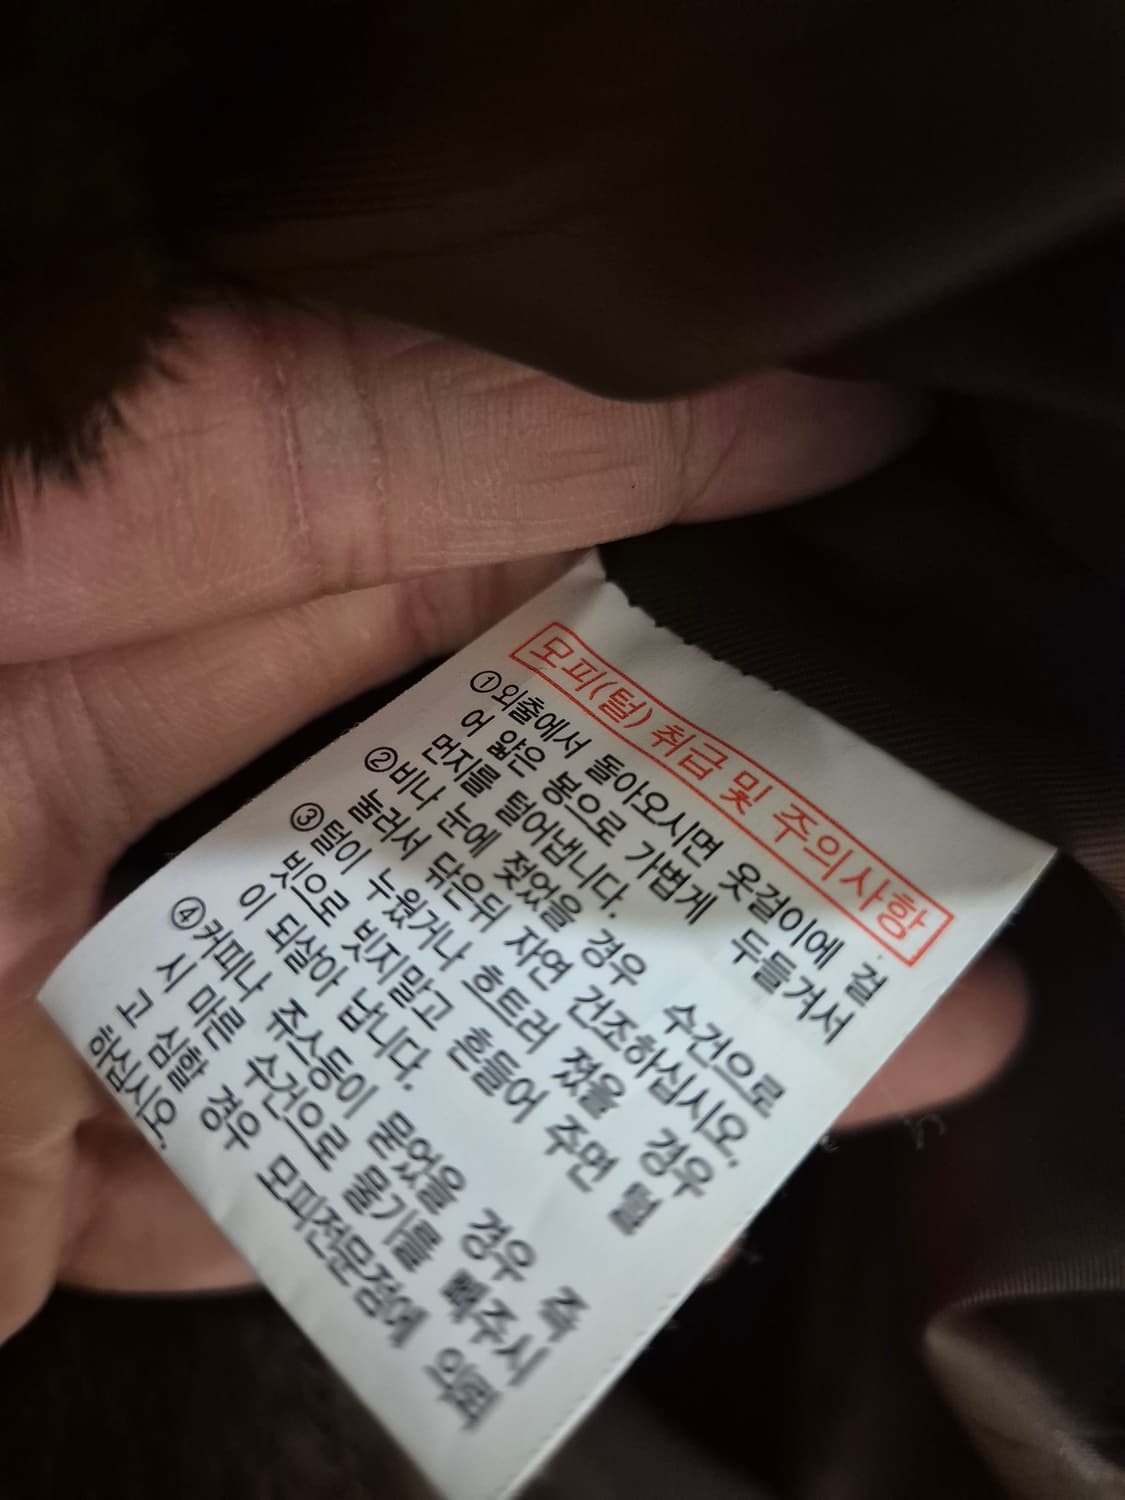 모피(털) 취급 및 주의사항
①외출에서 돌아오시면 옷걸이에 걸
어 얇은 봉으로 가볍게 두들겨서
먼지를 털어냅니다.
②비나 눈에 젖었을 경우 수건으로
눌러서 닦은뒤 자연 건조하십시오.
③털이 누웠거나 흐트러 졌을 경우
빗으로 빗지말고 흔들어 주면 털
이 되살아 납니다.
④커피나 쥬스등이 묻었을 경우 즉
시 마른 수건으로 물기를 빼주시
고 심할 경우 모피전문점에 의뢰
하십시오.